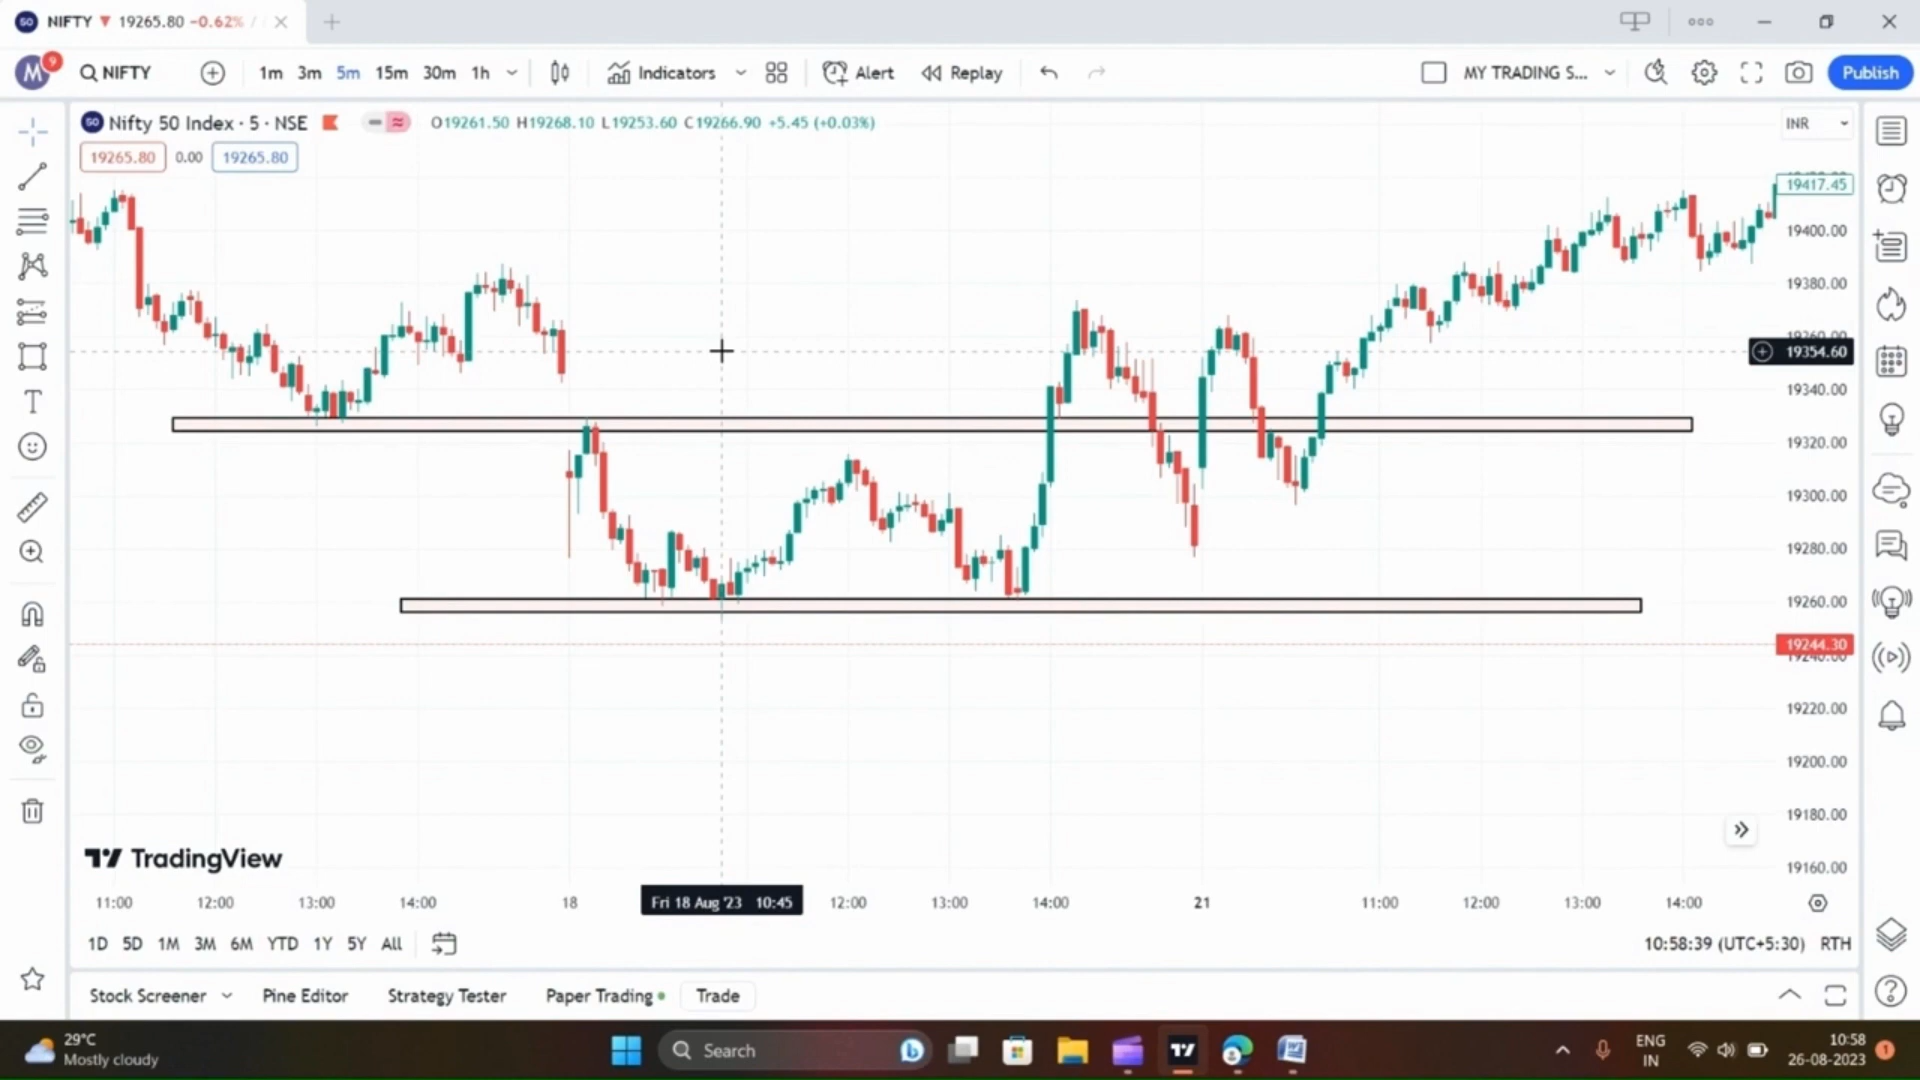 50 NIFTY 19265.80 -0.62% /
M 9 NIFTY 1m 3m 5m 15m 30m 1h Indicators Alert Replay MY TRADING S... Publish
50 Nifty 50 Index · 5 · NSE O19261.50 H19268.10 L19253.60 C19266.90 +5.45 (+0.03%) INR
19265.80 0.00 19265.80
19417.45
19400.00
19380.00
19354.60
19340.00
19320.00
19300.00
19280.00
19260.00
19244.30
19220.00
19200.00
19180.00
19160.00
TradingView
11:00 12:00 13:00 14:00 18 Fri 18 Aug '23 10:45 12:00 13:00 14:00 21 11:00 12:00 13:00 14:00
1D 5D 1M 3M 6M YTD 1Y 5Y All 10:58:39 (UTC+5:30) RTH
Stock Screener Pine Editor Strategy Tester Paper Trading Trade
29°C
Mostly cloudy
Search
ENG
IN
10:58
26-08-2023
1